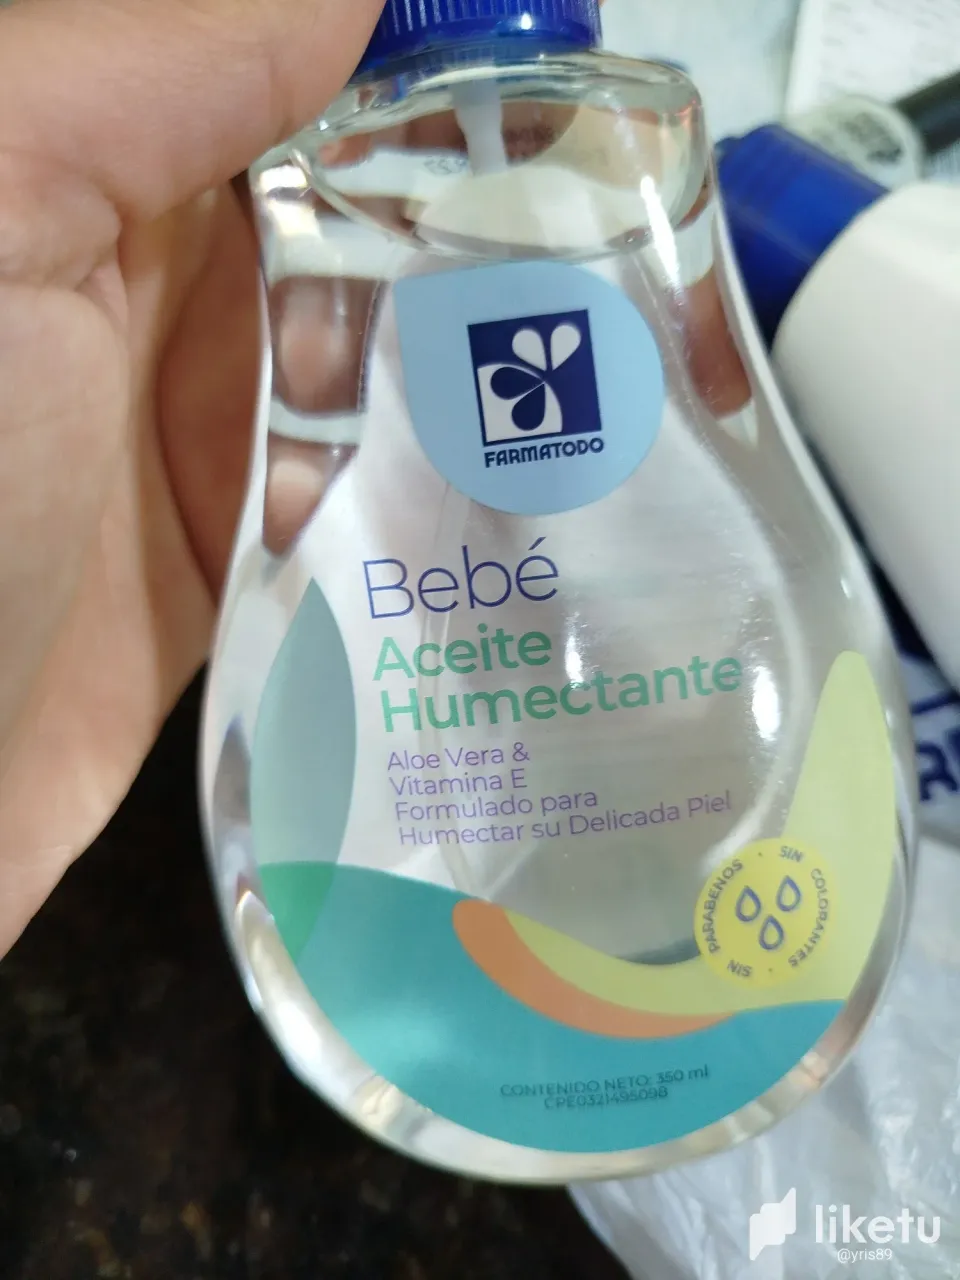 FARMATODO
Bebé
Aceite
Humectante
Aloe Vera &
Vitamina E
Formulado para
Humectar su Delicada Piel
SIN PARABENOS · SIN COLORANTES ·
CONTENIDO NETO: 350 ml
CPE0321495098
liketu
@yris89